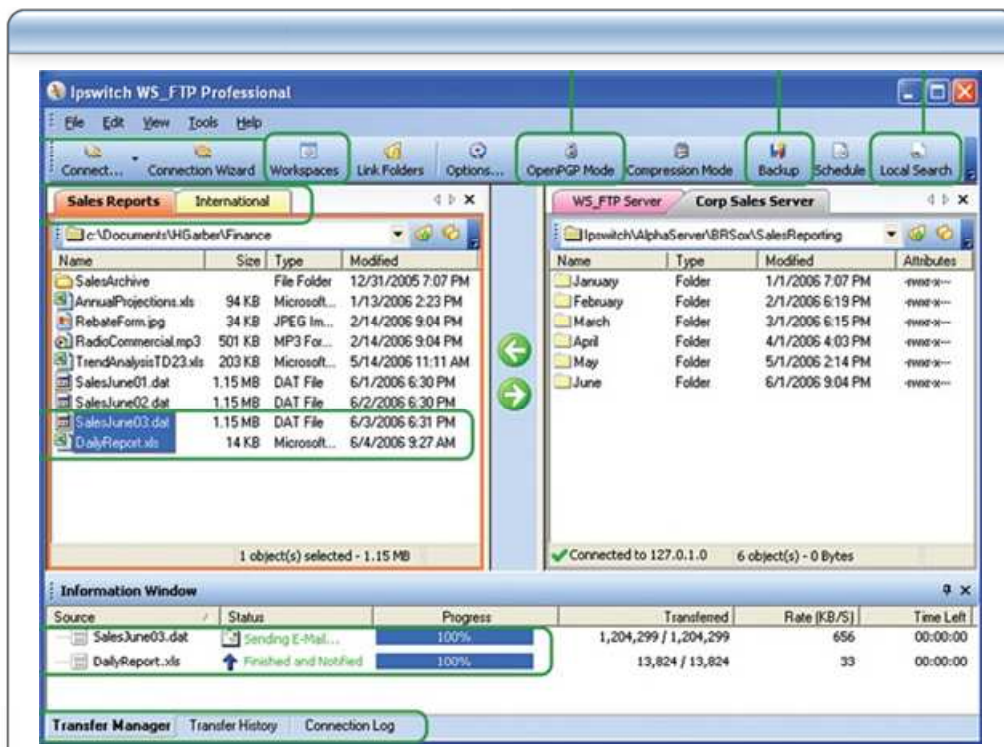 Ipswitch WS_FTP Professional
File Edit View Tools Help
Connect... Connection Wizard Workspaces Link Folders Options... OpenPGP Mode Compression Mode Backup Schedule Local Search
Sales Reports International
c:\Documents\HGarber\Finance
Name Size Type Modified
SalesArchive File Folder 12/31/2005 7:07 PM
AnnualProjections.xls 94 KB Microsoft... 1/13/2006 2:23 PM
RebateForm.jpg 34 KB JPEG Im... 2/14/2006 9:04 PM
RadioCommercial.mp3 501 KB MP3 For... 2/14/2006 9:04 PM
TrendAnalysisTD23.xls 203 KB Microsoft... 5/14/2006 11:11 AM
SalesJune01.dat 1.15 MB DAT File 6/1/2006 6:30 PM
SalesJune02.dat 1.15 MB DAT File 6/2/2006 6:30 PM
SalesJune03.dat 1.15 MB DAT File 6/3/2006 6:31 PM
DailyReport.xls 14 KB Microsoft... 6/4/2006 9:27 AM
1 object(s) selected - 1.15 MB
WS_FTP Server Corp Sales Server
Ipswitch\AlphaServer\BRSox\SalesReporting
Name Type Modified Attributes
January Folder 1/1/2006 7:07 PM
February Folder 2/1/2006 6:19 PM
March Folder 3/1/2006 6:15 PM
April Folder 4/1/2006 4:03 PM
May Folder 5/1/2006 2:14 PM
June Folder 6/1/2006 9:04 PM
Connected to 127.0.1.0 6 object(s) - 0 Bytes
Information Window
Source Status Progress Transferred Rate (KB/S) Time Left
SalesJune03.dat Sending E-Mail... 100% 1,204,299 / 1,204,299 656 00:00:00
DailyReport.xls Finished and Notified 100% 13,824 / 13,824 33 00:00:00
Transfer Manager Transfer History Connection Log